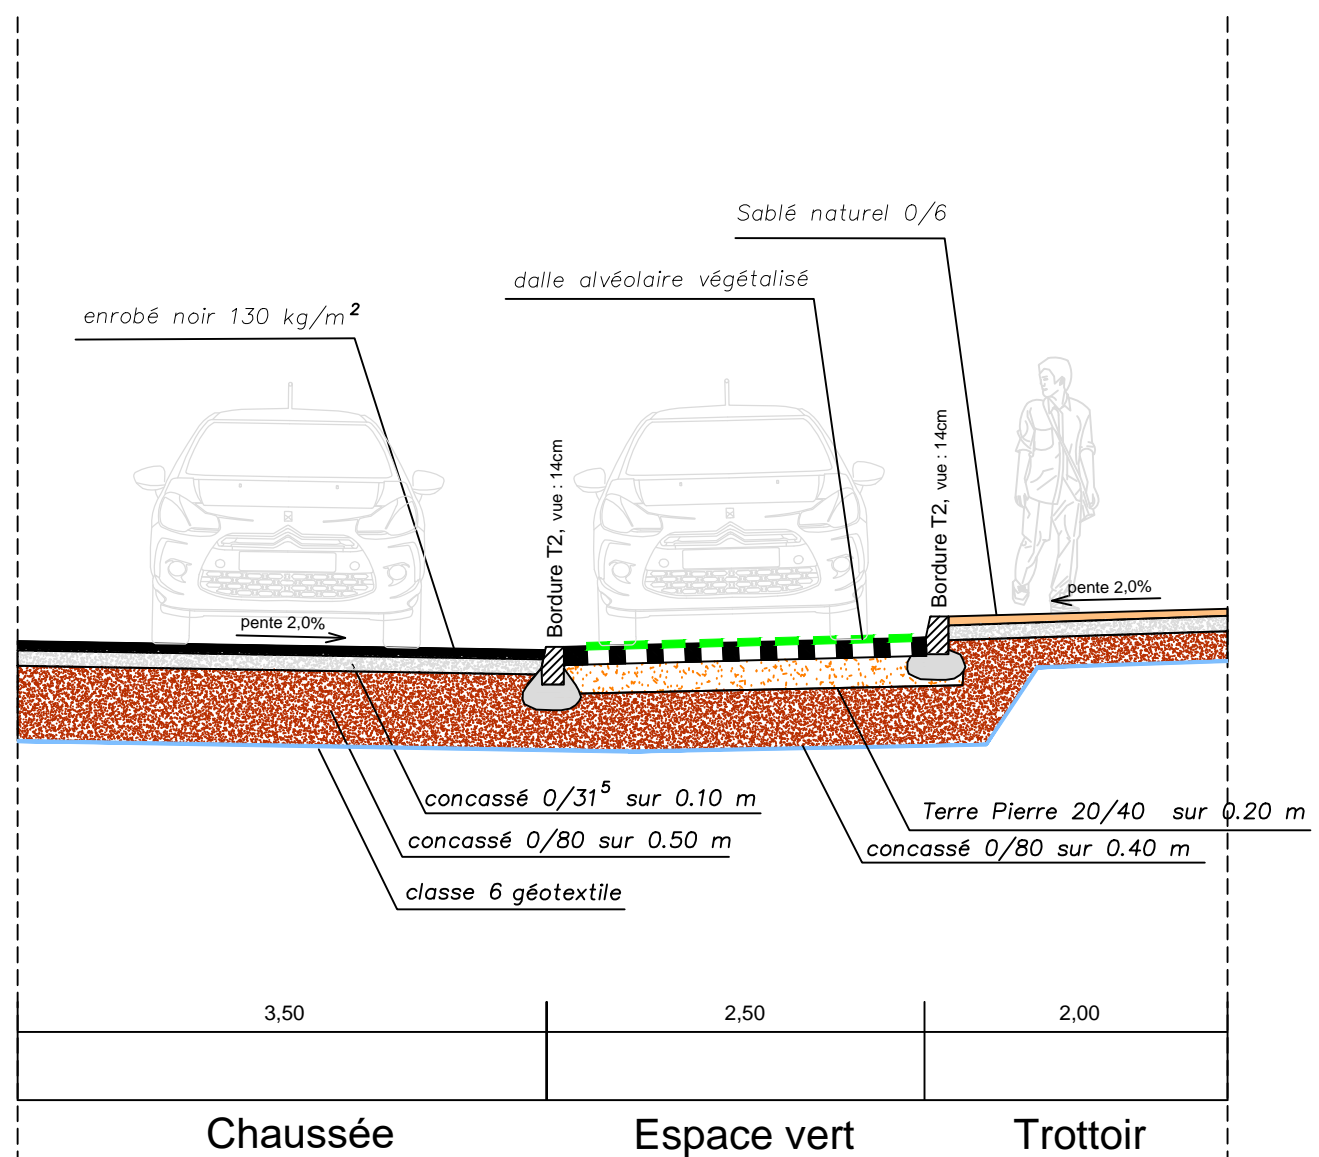 Sablé naturel 0/6
dalle alvéolaire végétalisé
enrobé noir 130 kg/m²
Bordure T2, vue : 14cm
Bordure T2, vue : 14cm
pente 2,0%
pente 2,0%
concassé 0/31⁵ sur 0.10 m
Terre Pierre 20/40 sur 0.20 m
concassé 0/80 sur 0.50 m
concassé 0/80 sur 0.40 m
classe 6 géotextile
3,50
2,50
2,00
Chaussée
Espace vert
Trottoir